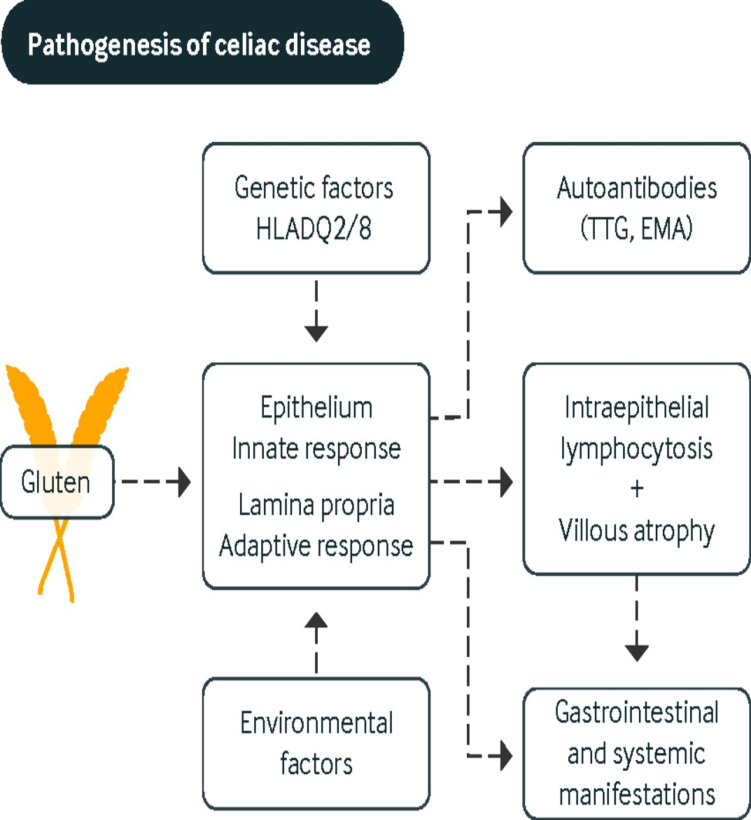 Pathogenesis of celiac disease
Genetic factors
HLADQ2/8
Autoantibodies
(TTG, EMA)
Gluten
Epithelium
Innate response
Lamina propria
Adaptive response
Intraepithelial
lymphocytosis
+
Villous atrophy
Environmental
factors
Gastrointestinal
and systemic
manifestations